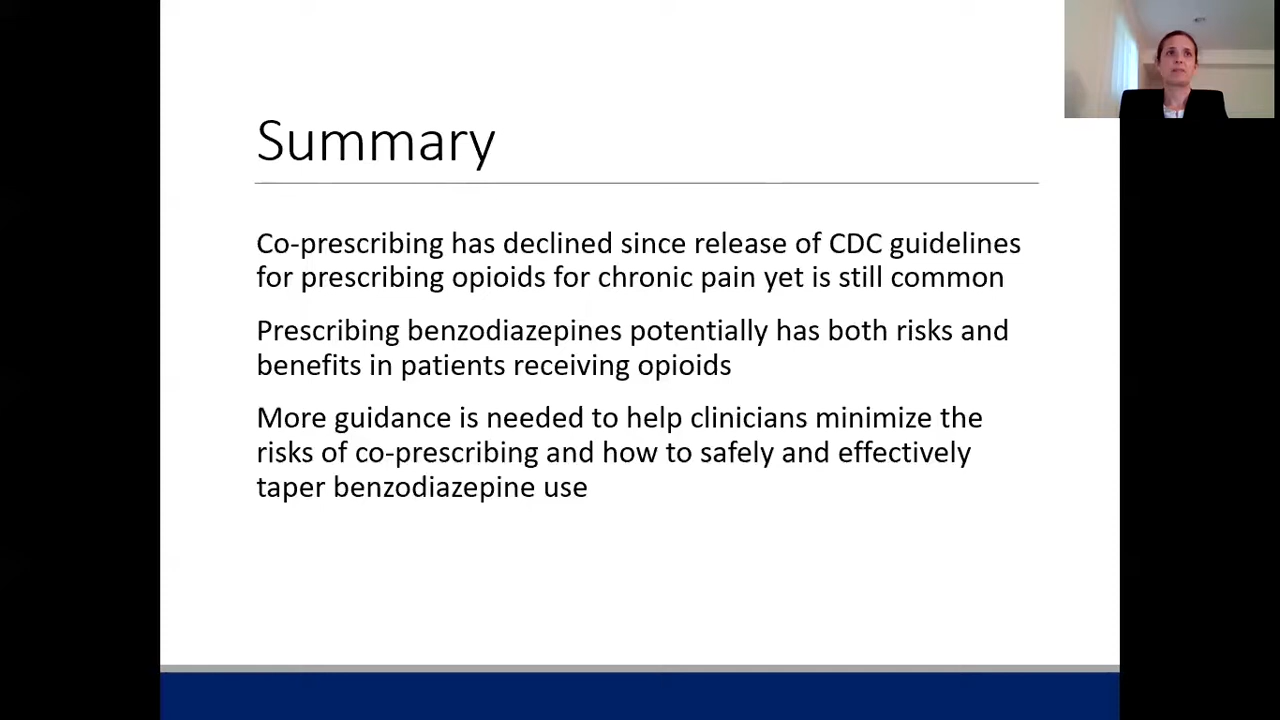 Summary
Co-prescribing has declined since release of CDC guidelines
for prescribing opioids for chronic pain yet is still common
Prescribing benzodiazepines potentially has both risks and
benefits in patients receiving opioids
More guidance is needed to help clinicians minimize the
risks of co-prescribing and how to safely and effectively
taper benzodiazepine use